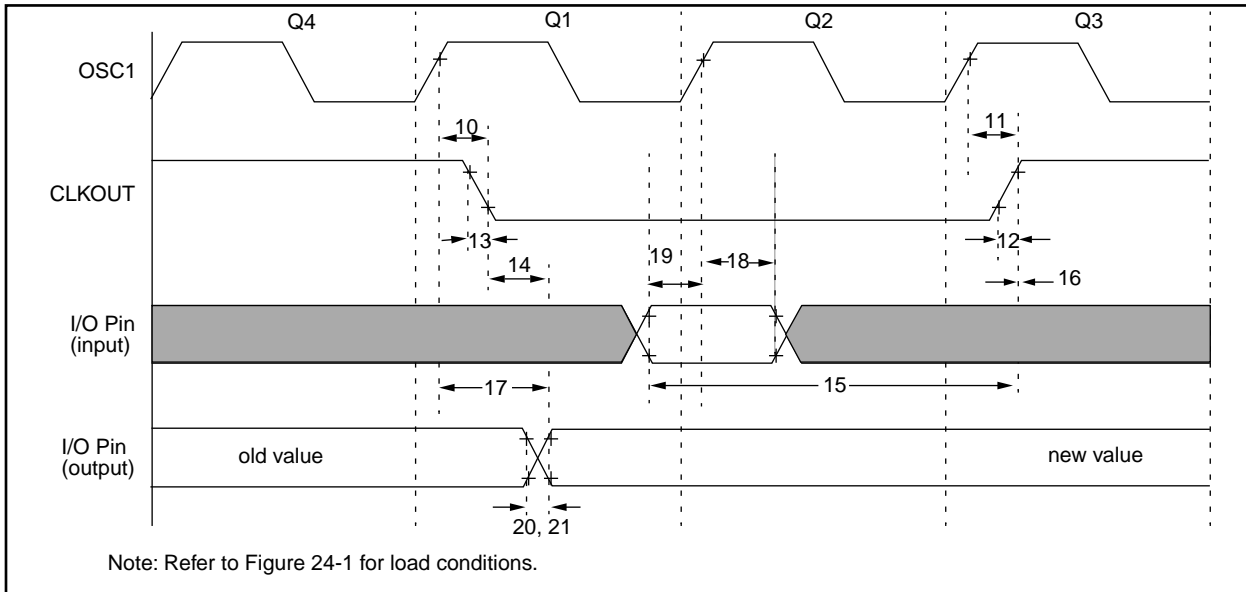 Q4 Q1 Q2 Q3
OSC1
10 11
CLKOUT
13 12
14 19 18
16
I/O Pin
(input)
17 15
I/O Pin
(output)
old value new value
20, 21
Note: Refer to Figure 24-1 for load conditions.